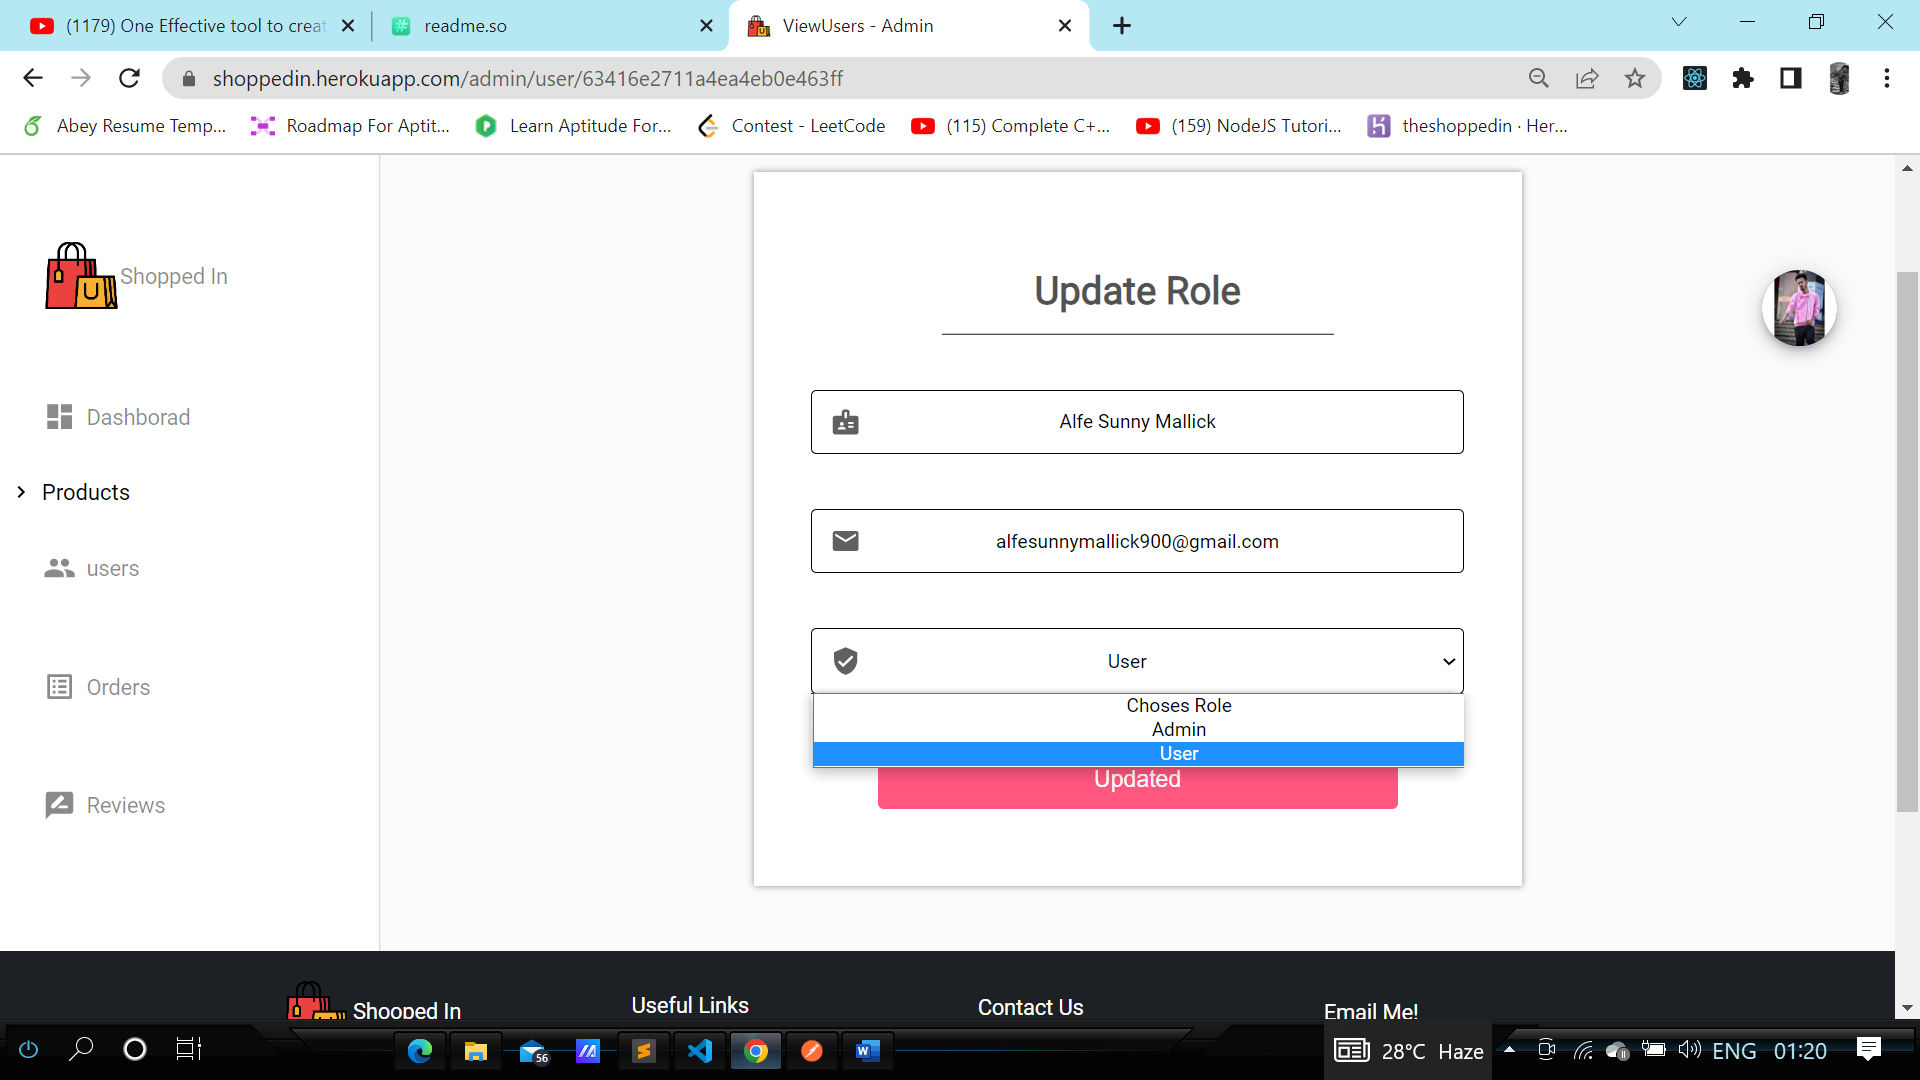 (1179) One Effective tool to creat
readme.so
ViewUsers - Admin
shoppedin.herokuapp.com/admin/user/63416e2711a4ea4eb0e463ff
Abey Resume Temp...
Roadmap For Aptit...
Learn Aptitude For...
Contest - LeetCode
(115) Complete C+...
(159) NodeJS Tutori...
theshoppedin · Her...
Shopped In
Dashborad
Products
users
Orders
Reviews
Update Role
Alfe Sunny Mallick
alfesunnymallick900@gmail.com
User
Choses Role
Admin
User
Updated
Shooped In
Useful Links
Contact Us
Email Me!
56
28°C Haze
ENG
01:20